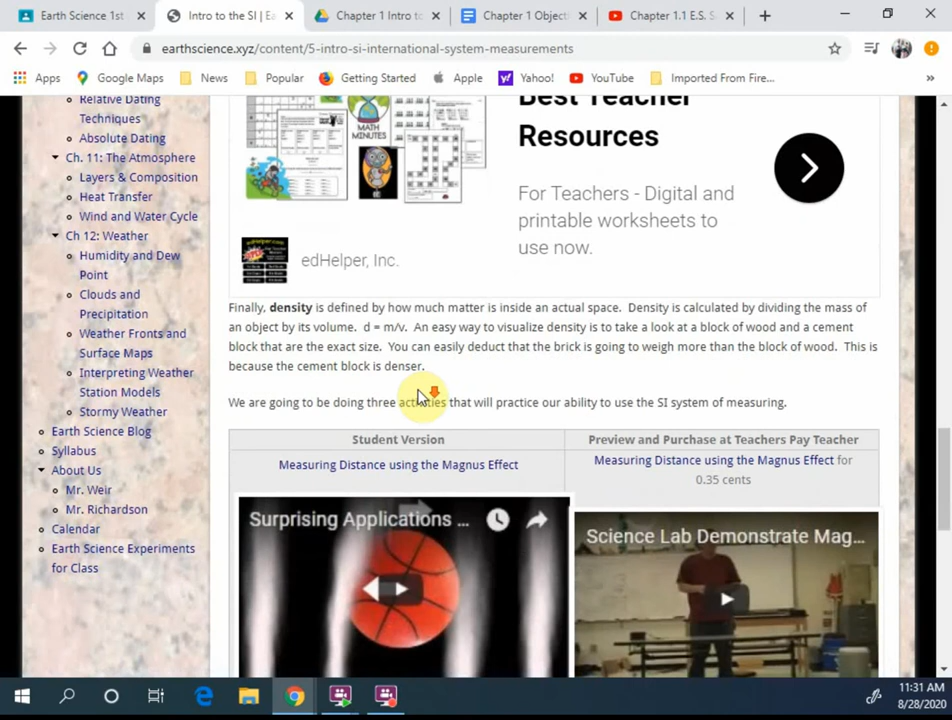 Earth Science 1st
Intro to the SI | Ea
Chapter 1 Intro to
Chapter 1 Objecti
Chapter 1.1 E.S. S
earthscience.xyz/content/5-intro-si-international-system-measurements
Apps
Google Maps
News
Popular
Getting Started
Apple
Yahoo!
YouTube
Imported From Fire...
Relative Dating
Techniques
Absolute Dating
Ch. 11: The Atmosphere
Layers & Composition
Heat Transfer
Wind and Water Cycle
Ch 12: Weather
Humidity and Dew
Point
Clouds and
Precipitation
Weather Fronts and
Surface Maps
Interpreting Weather
Station Models
Stormy Weather
Earth Science Blog
Syllabus
About Us
Mr. Weir
Mr. Richardson
Calendar
Earth Science Experiments
for Class
MATH
MINUTES
Best Teacher
Resources
For Teachers - Digital and
printable worksheets to
use now.
edHelper, Inc.
Finally, density is defined by how much matter is inside an actual space. Density is calculated by dividing the mass of
an object by its volume. d = m/v. An easy way to visualize density is to take a look at a block of wood and a cement
block that are the exact size. You can easily deduct that the brick is going to weigh more than the block of wood. This is
because the cement block is denser.
We are going to be doing three activities that will practice our ability to use the SI system of measuring.
Student Version
Preview and Purchase at Teachers Pay Teacher
Measuring Distance using the Magnus Effect
Measuring Distance using the Magnus Effect for
0.35 cents
Surprising Applications ...
Science Lab Demonstrate Mag...
11:31 AM
8/28/2020